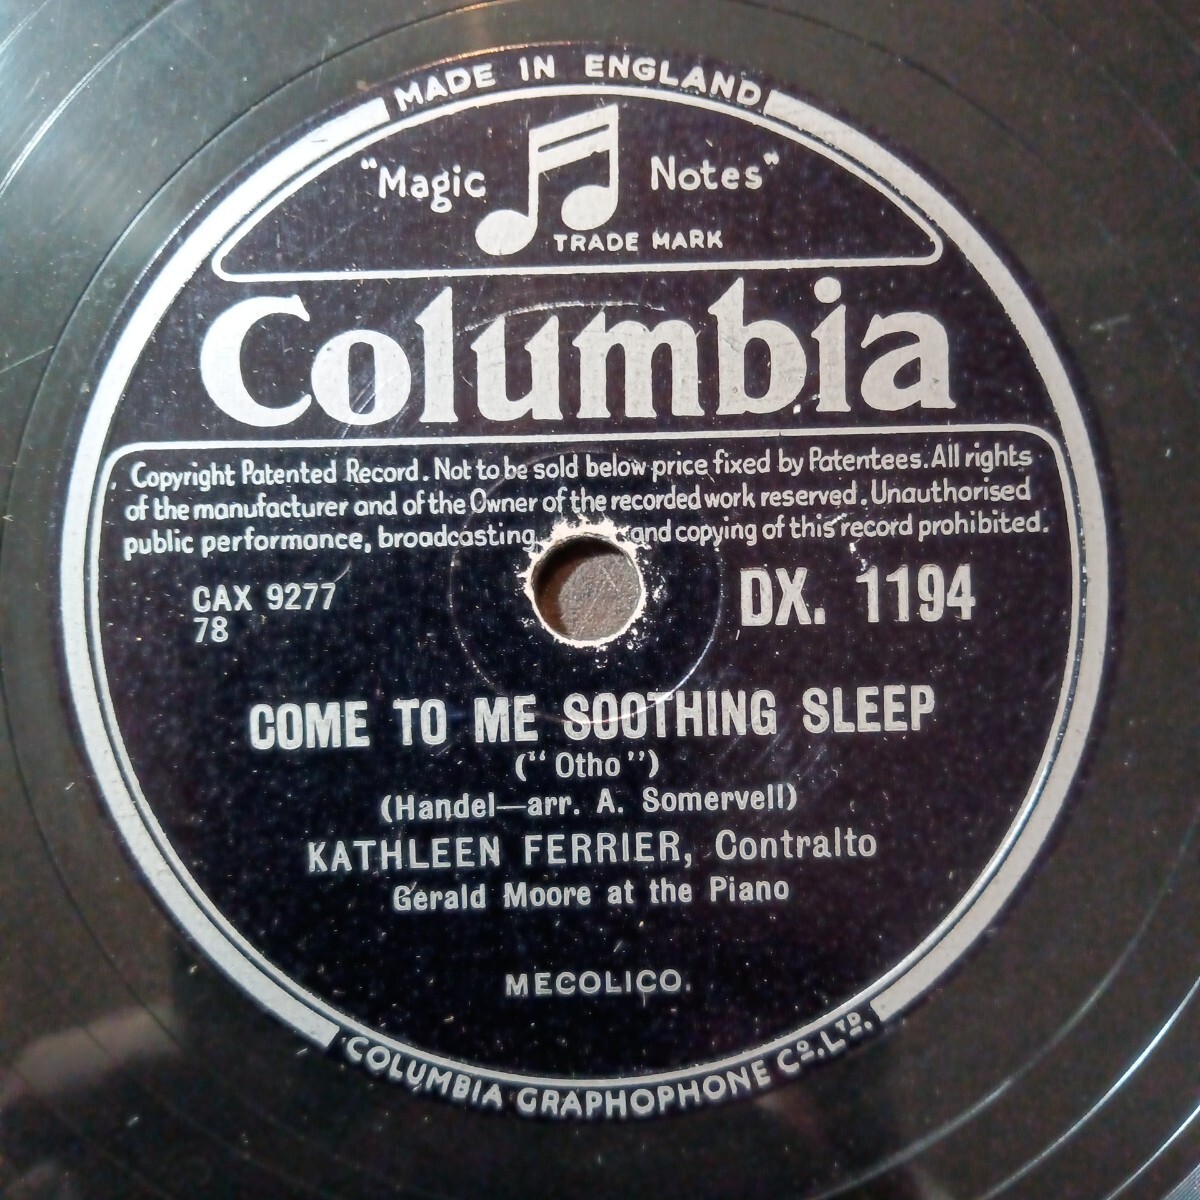 MADE IN ENGLAND
"Magic Notes"
TRADE MARK
Columbia
Copyright Patented Record. Not to be sold below price fixed by Patentees. All rights
of the manufacturer and of the Owner of the recorded work reserved. Unauthorised
public performance, broadcasting and copying of this record prohibited.
CAX 9277
78
DX. 1194
COME TO ME SOOTHING SLEEP
("Otho")
(Handel—arr. A. Somervell)
KATHLEEN FERRIER, Contralto
Gerald Moore at the Piano
MECOLICO.
COLUMBIA GRAPHOPHONE CO. LTD.